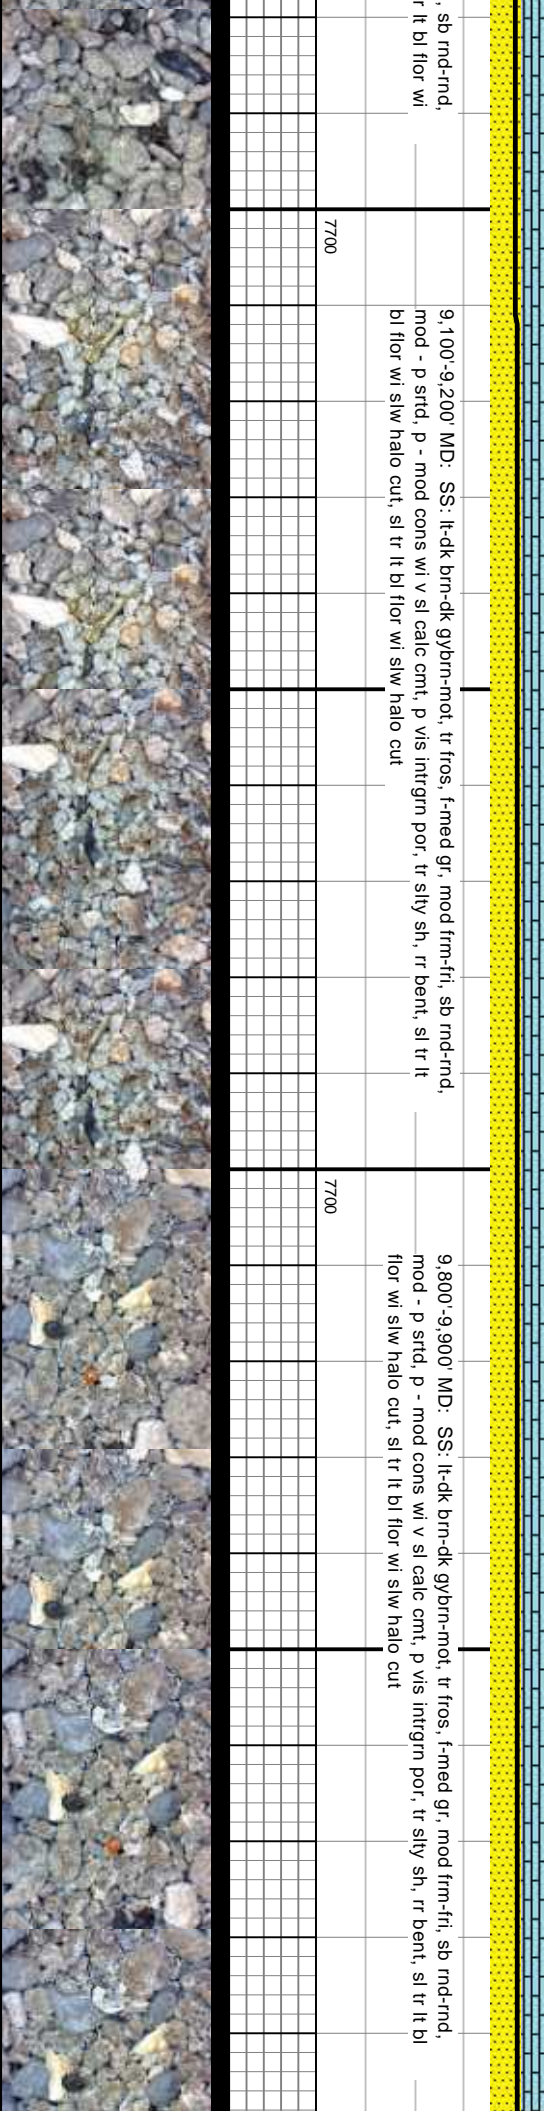 , sb rnd-rnd,
r lt bl flor wi
7700
9,100'-9,200' MD: SS: lt-dk brn-dk gybrn-mot, tr fros, f-med gr, mod frm-fri, sb rnd-rnd,
mod - p srtd, p - mod cons wi v sl calc cmt, p vis intrgrn por, tr slty sh, rr bent, sl tr lt
bl flor wi slw halo cut, sl tr lt bl flor wi slw halo cut
7700
9,800'-9,900' MD: SS: lt-dk brn-dk gybrn-mot, tr fros, f-med gr, mod frm-fri, sb rnd-rnd,
mod - p srtd, p - mod cons wi v sl calc cmt, p vis intrgrn por, tr slty sh, rr bent, sl tr lt bl
flor wi slw halo cut, sl tr lt bl flor wi slw halo cut